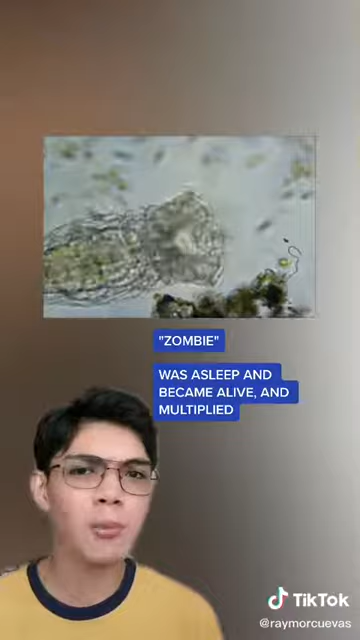 "ZOMBIE"
WAS ASLEEP AND
BECAME ALIVE, AND
MULTIPLIED
TikTok
@raymorcuevas